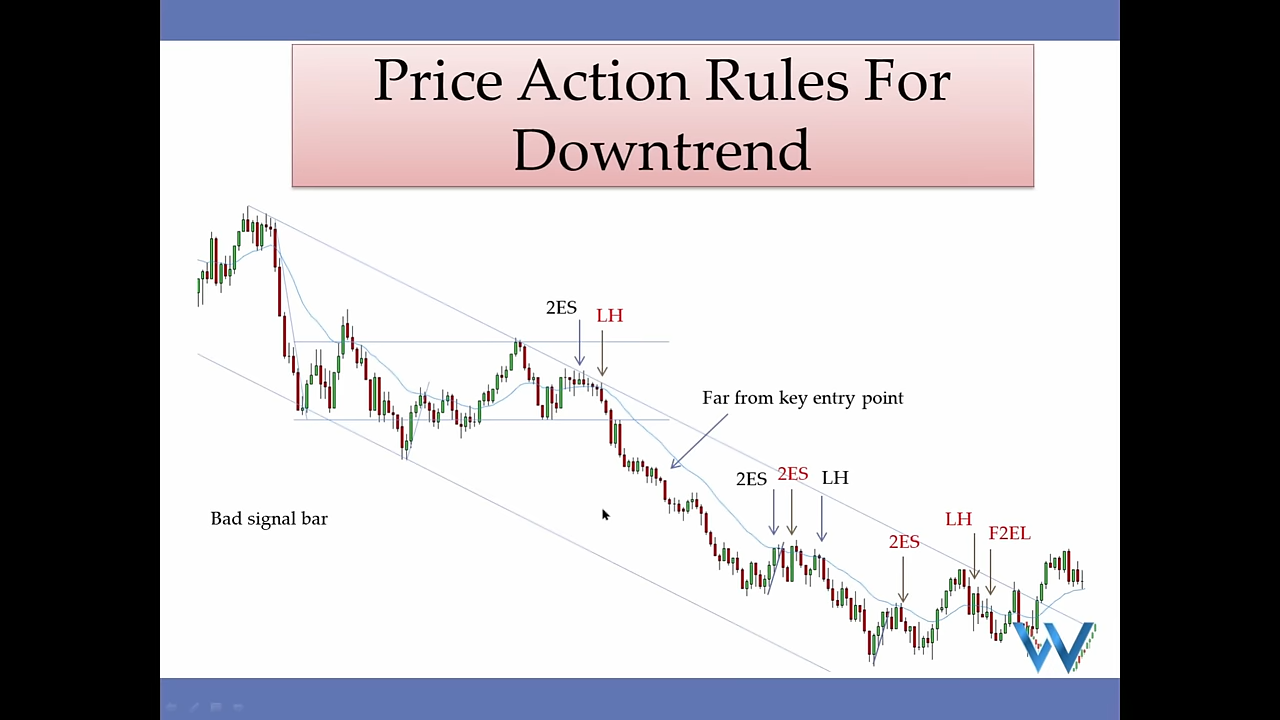 Price Action Rules For
Downtrend
2ES
LH
Far from key entry point
2ES
2ES
LH
Bad signal bar
LH
F2EL
2ES
W